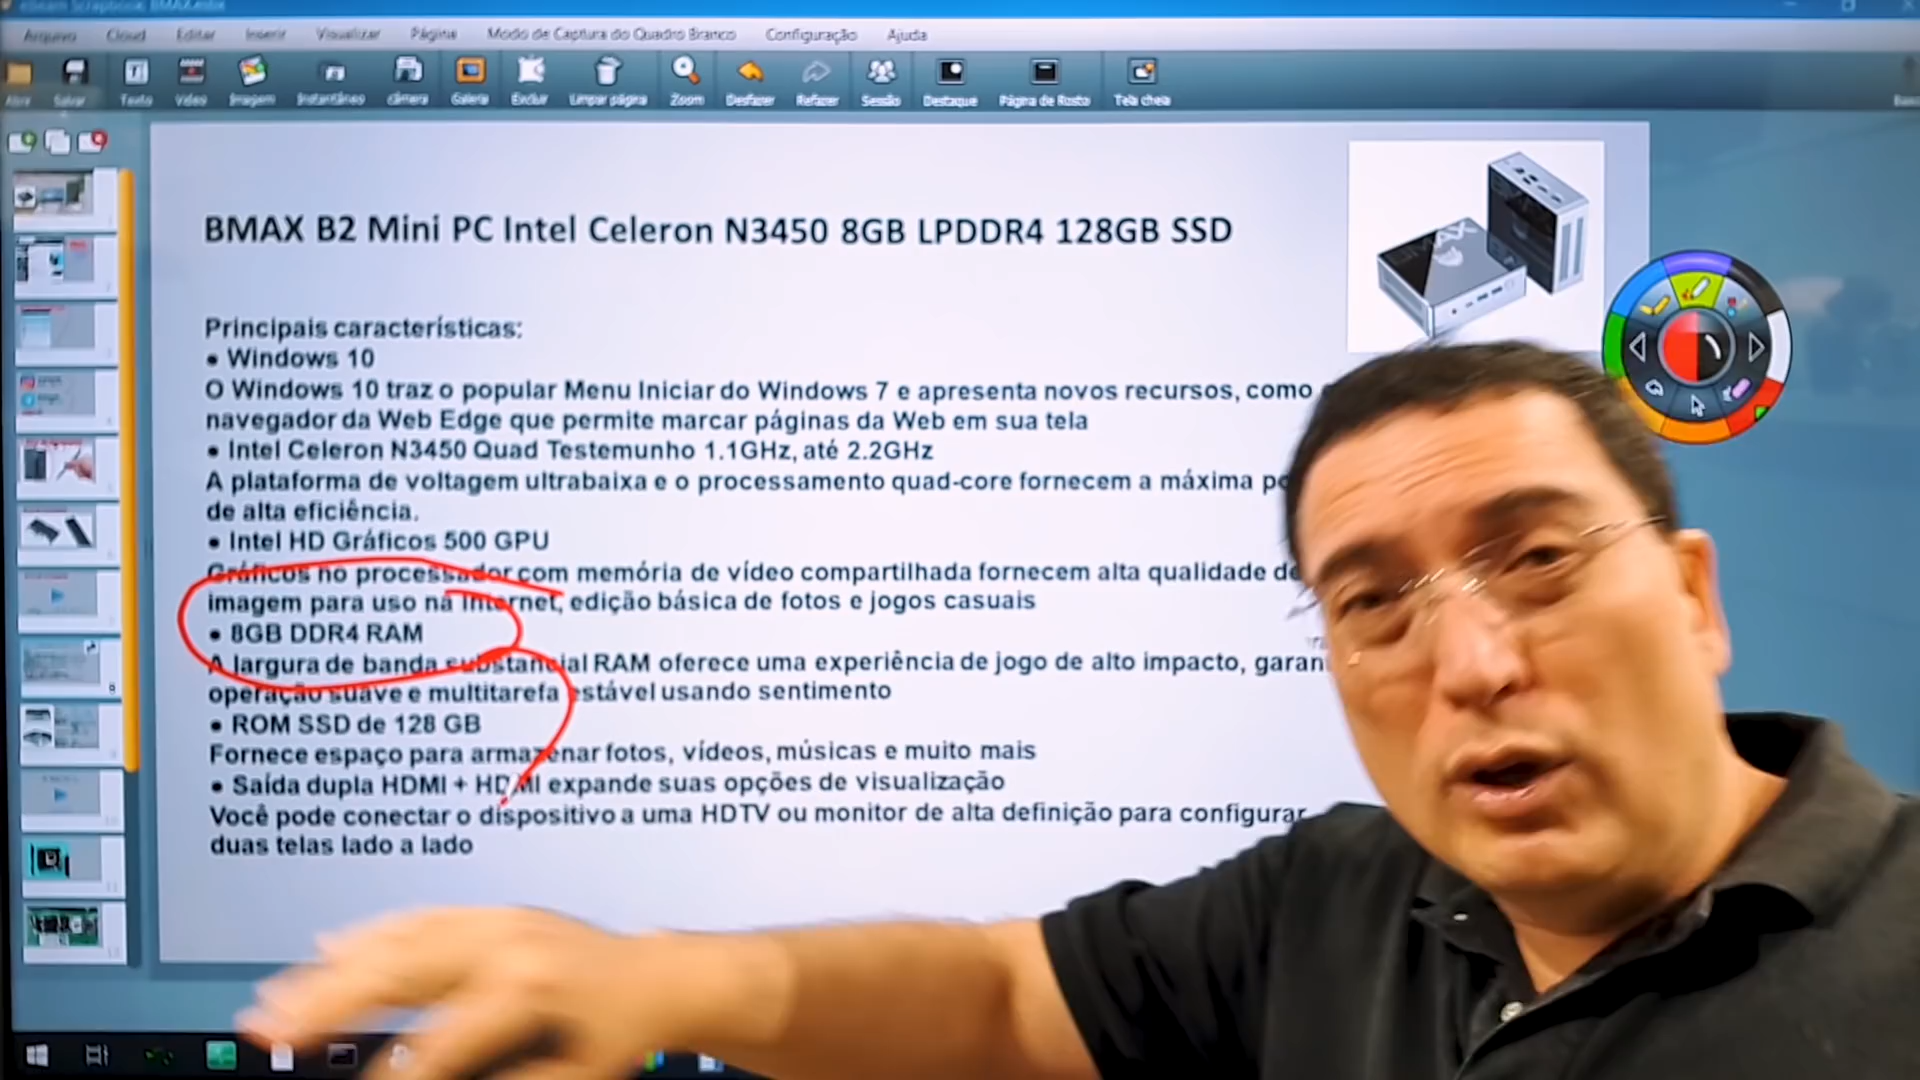 eBeam Scrapbook: BMAX.esbx
Arquivo Cloud Editar Inserir Visualizar Página Modo de Captura do Quadro Branco Configuração Ajuda
Abrir Salvar Texto Vídeo Imagem Instantâneo câmera Galeria Excluir Limpar página Zoom Desfazer Refazer Sessão Destaque Página de Rosto Tela cheia
BMAX B2 Mini PC Intel Celeron N3450 8GB LPDDR4 128GB SSD
Principais características:
• Windows 10
O Windows 10 traz o popular Menu Iniciar do Windows 7 e apresenta novos recursos, como
navegador da Web Edge que permite marcar páginas da Web em sua tela
• Intel Celeron N3450 Quad Testemunho 1.1GHz, até 2.2GHz
A plataforma de voltagem ultrabaixa e o processamento quad-core fornecem a máxima
de alta eficiência.
• Intel HD Gráficos 500 GPU
Gráficos no processador com memória de vídeo compartilhada fornecem alta qualidade de
imagem para uso na Internet, edição básica de fotos e jogos casuais
• 8GB DDR4 RAM
A largura de banda substancial RAM oferece uma experiência de jogo de alto impacto,
operação suave e multitarefa estável usando sentimento
• ROM SSD de 128 GB
Fornece espaço para armazenar fotos, vídeos, músicas e muito mais
• Saída dupla HDMI + HDMI expande suas opções de visualização
Você pode conectar o dispositivo a uma HDTV ou monitor de alta definição para configurar
duas telas lado a lado
BMAX
8